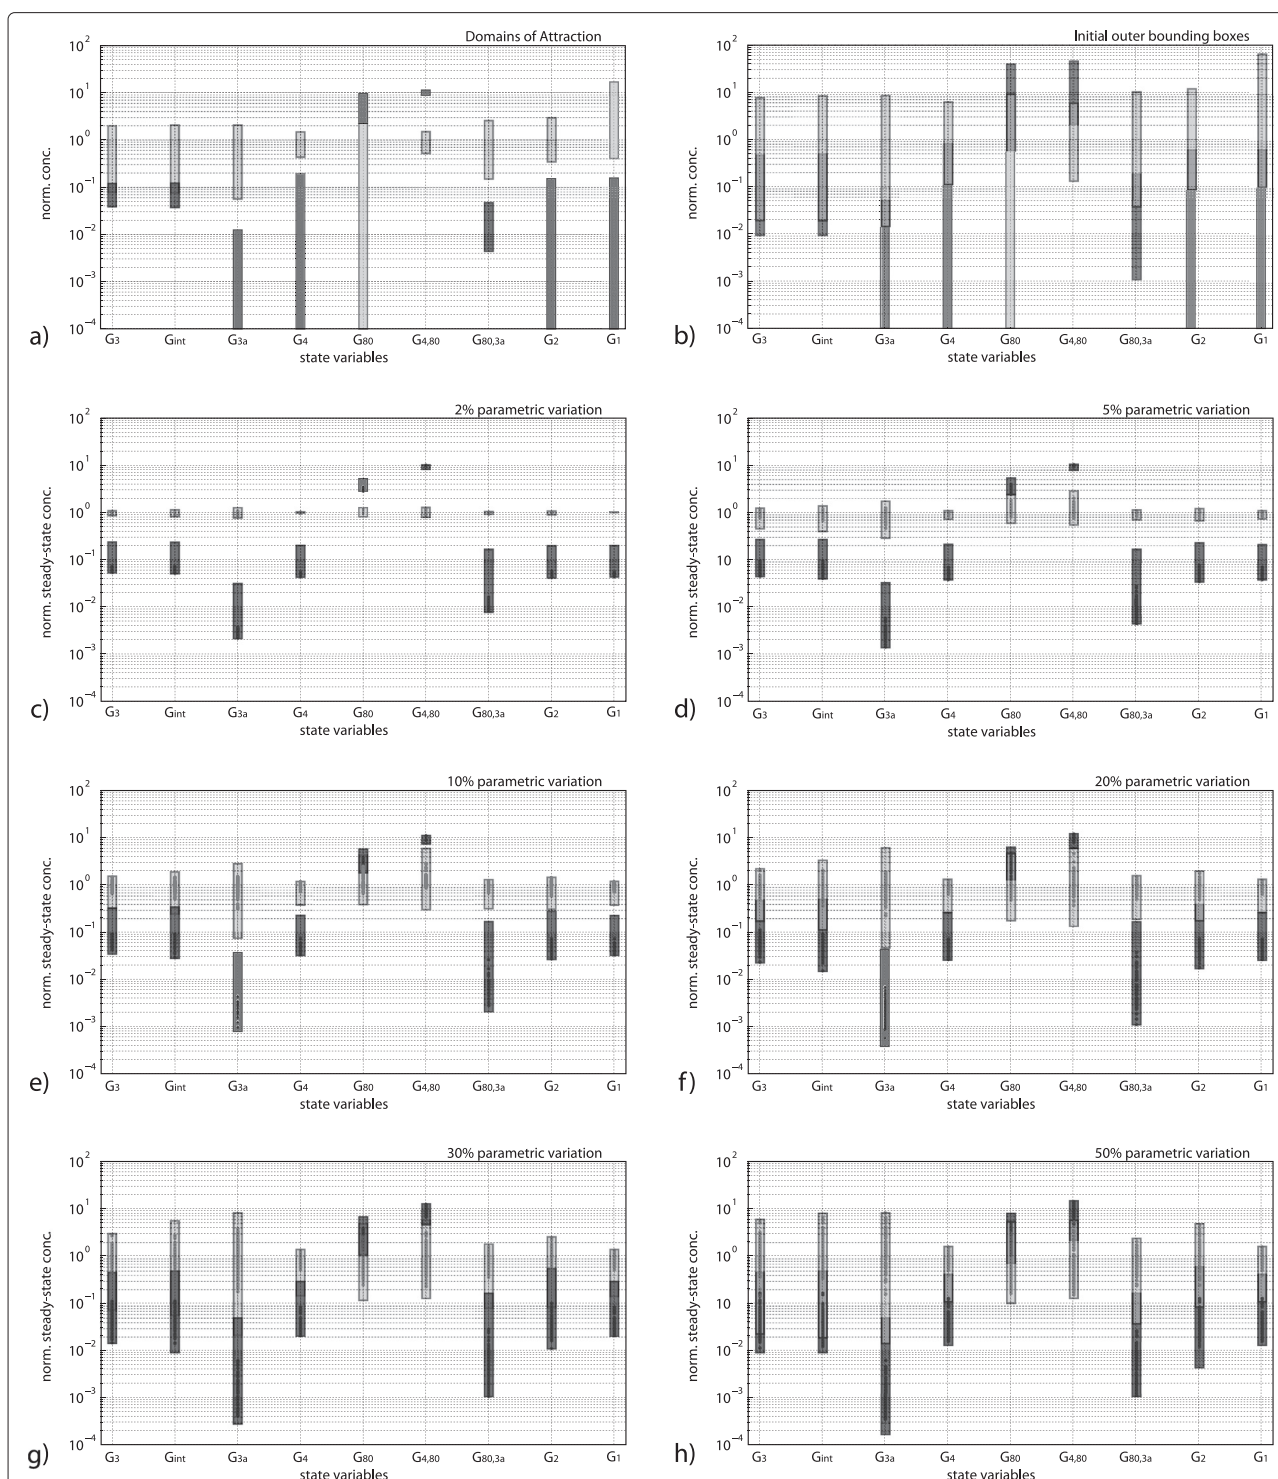 Domains of Attraction
norm. conc.
10^2
10^1
10^0
10^−1
10^−2
10^−3
10^−4
a)
G3 Gint G3a G4 G80 G4,80 G80,3a G2 G1
state variables
Initial outer bounding boxes
norm. conc.
10^2
10^1
10^0
10^−1
10^−2
10^−3
10^−4
b)
G3 Gint G3a G4 G80 G4,80 G80,3a G2 G1
state variables
2% parametric variation
norm. steady-state conc.
10^2
10^1
10^0
10^−1
10^−2
10^−3
10^−4
c)
G3 Gint G3a G4 G80 G4,80 G80,3a G2 G1
state variables
5% parametric variation
norm. steady-state conc.
10^2
10^1
10^0
10^−1
10^−2
10^−3
10^−4
d)
G3 Gint G3a G4 G80 G4,80 G80,3a G2 G1
state variables
10% parametric variation
norm. steady-state conc.
10^2
10^1
10^0
10^−1
10^−2
10^−3
10^−4
e)
G3 Gint G3a G4 G80 G4,80 G80,3a G2 G1
state variables
20% parametric variation
norm. steady-state conc.
10^2
10^1
10^0
10^−1
10^−2
10^−3
10^−4
f)
G3 Gint G3a G4 G80 G4,80 G80,3a G2 G1
state variables
30% parametric variation
norm. steady-state conc.
10^2
10^1
10^0
10^−1
10^−2
10^−3
10^−4
g)
G3 Gint G3a G4 G80 G4,80 G80,3a G2 G1
state variables
50% parametric variation
norm. steady-state conc.
10^2
10^1
10^0
10
10^−2
10^−3
10^−4
h)
G3 Gint G3a G4 G80 G4,80 G80,3a G2 G1
state variables